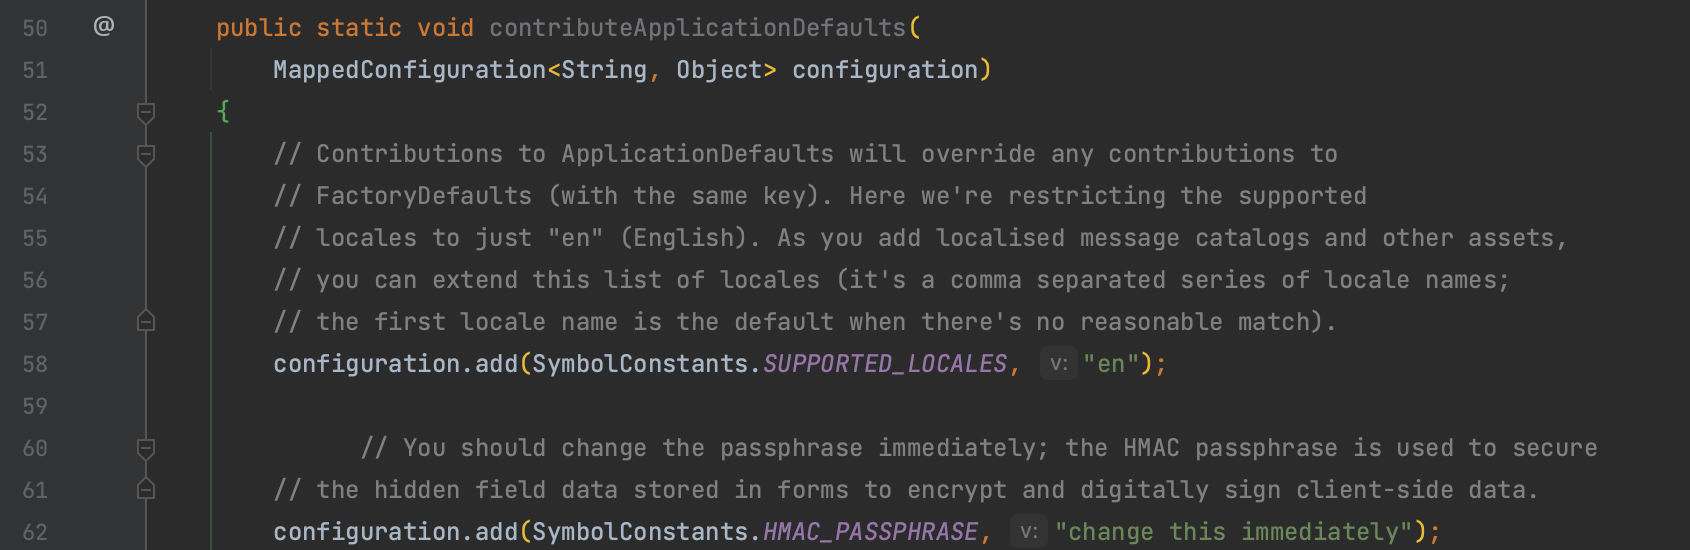 50 @ public static void contributeApplicationDefaults(
51 MappedConfiguration<String, Object> configuration)
52 {
53 // Contributions to ApplicationDefaults will override any contributions to
54 // FactoryDefaults (with the same key). Here we're restricting the supported
55 // locales to just "en" (English). As you add localised message catalogs and other assets,
56 // you can extend this list of locales (it's a comma separated series of locale names;
57 // the first locale name is the default when there's no reasonable match).
58 configuration.add(SymbolConstants.SUPPORTED_LOCALES, v: "en");
59
60 // You should change the passphrase immediately; the HMAC passphrase is used to secure
61 // the hidden field data stored in forms to encrypt and digitally sign client-side data.
62 configuration.add(SymbolConstants.HMAC_PASSPHRASE, v: "change this immediately");